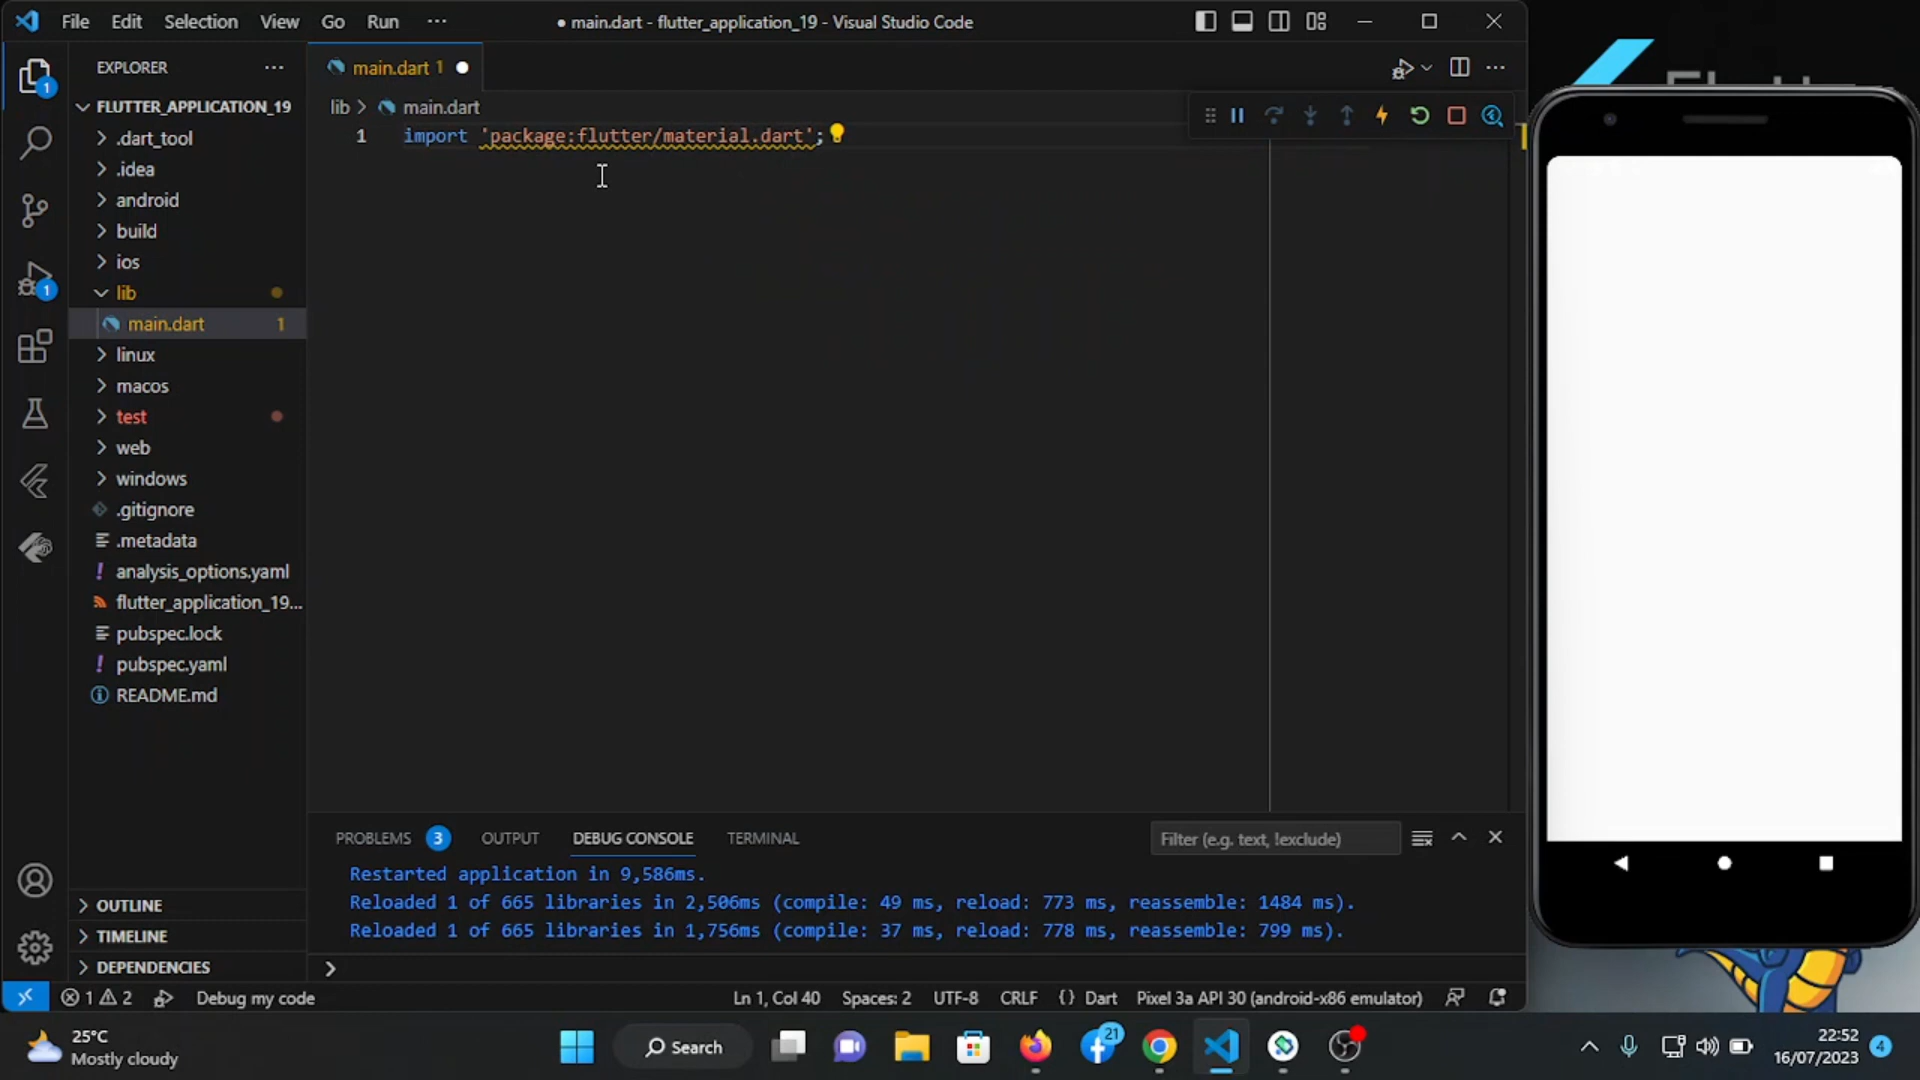 File Edit Selection View Go Run ··· ● main.dart - flutter_application_19 - Visual Studio Code
EXPLORER ···
main.dart 1
FLUTTER_APPLICATION_19
lib > main.dart
1 import 'package:flutter/material.dart';
.dart_tool
.idea
android
build
ios
lib
main.dart 1
linux
macos
test
web
windows
.gitignore
.metadata
! analysis_options.yaml
flutter_application_19...
pubspec.lock
! pubspec.yaml
README.md
OUTLINE
TIMELINE
DEPENDENCIES
1
1
PROBLEMS 3 OUTPUT DEBUG CONSOLE TERMINAL Filter (e.g. text, !exclude)
Restarted application in 9,586ms.
Reloaded 1 of 665 libraries in 2,506ms (compile: 49 ms, reload: 773 ms, reassemble: 1484 ms).
Reloaded 1 of 665 libraries in 1,756ms (compile: 37 ms, reload: 778 ms, reassemble: 799 ms).
>
1 2 Debug my code Ln 1, Col 40 Spaces: 2 UTF-8 CRLF {} Dart Pixel 3a API 30 (android-x86 emulator)
25°C
Mostly cloudy
Search
21
22:52
16/07/2023
4